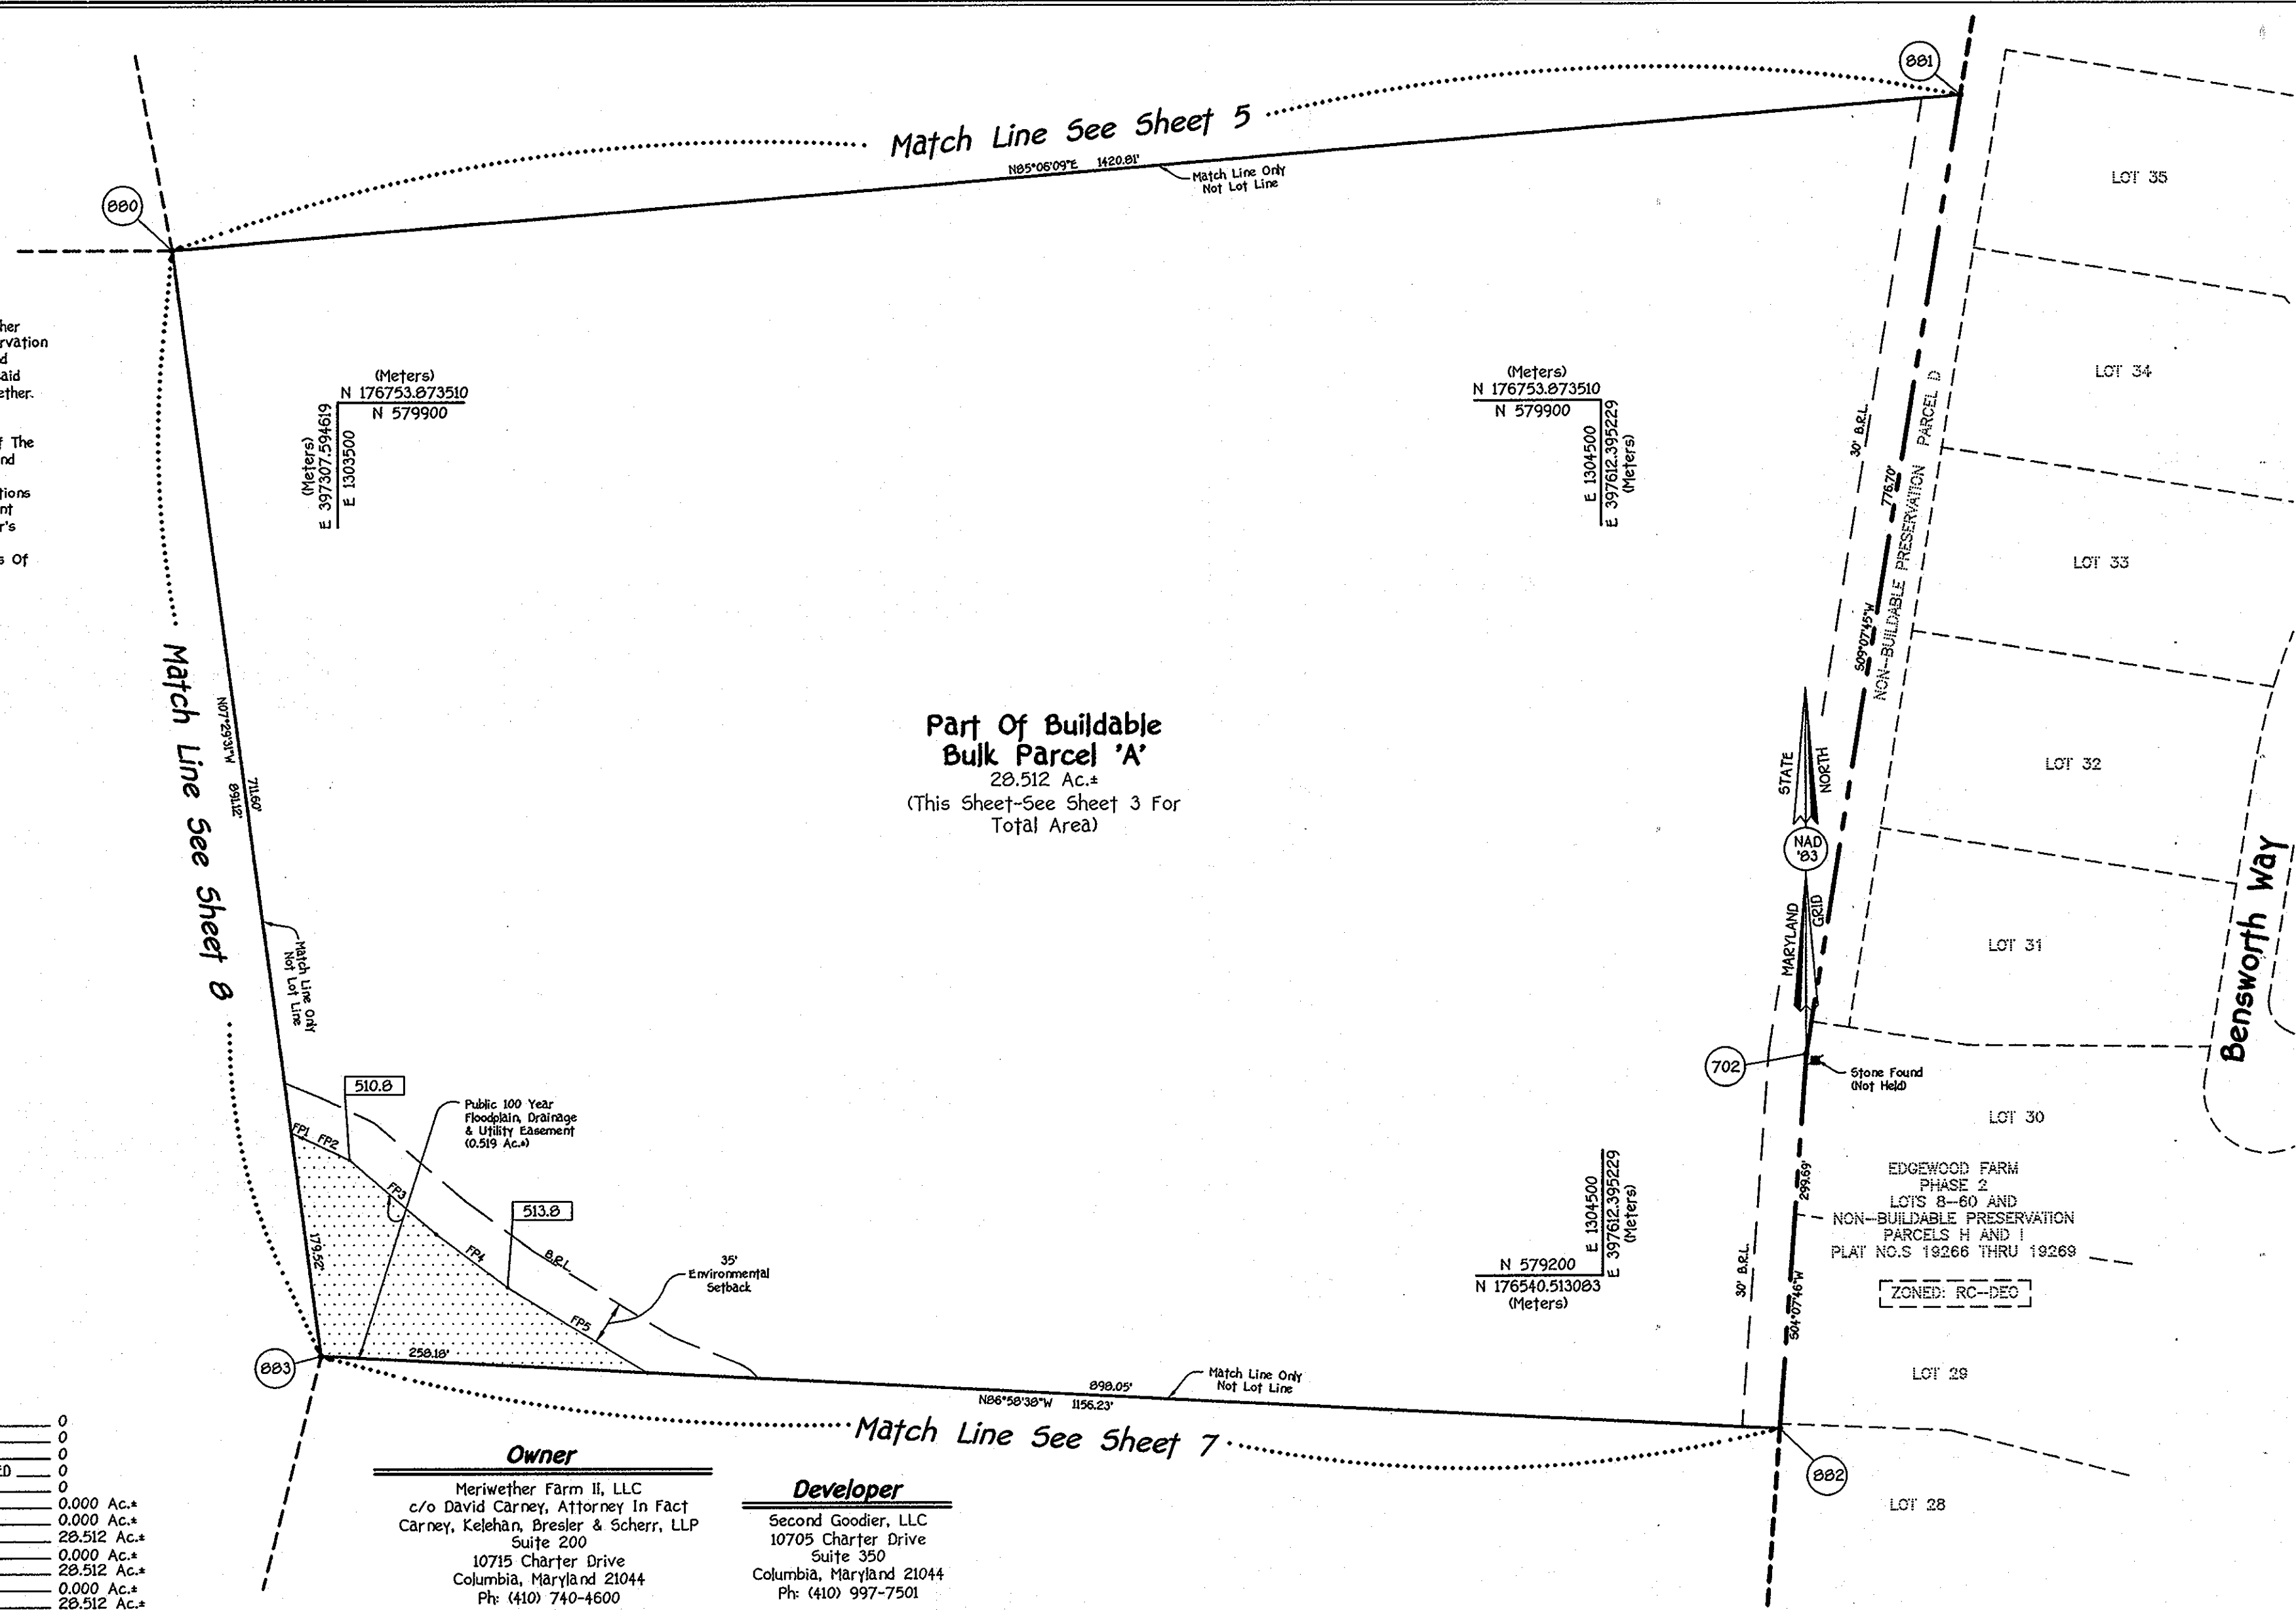 881
Match Line See Sheet 5
N85°06'09"E 1420.81'
Match Line Only
Not Lot Line
880
LOT 35
LOT 34
LOT 33
LOT 32
LOT 31
LOT 30
LOT 29
LOT 28
her
rvation
d
aid
ether.
f The
nd
tions
nt
r's
s Of
(Meters)
N 176753.873510
N 579900
(Meters)
E 397307.594619
E 1303500
(Meters)
N 176753.873510
N 579900
E 1304500
E 397612.395229
(Meters)
30' B.R.L.
776.70'
S09°07'45"W
NON-BUILDABLE PRESERVATION PARCEL D
Match Line See Sheet 8
N07°29'31"W 891.12'
711.60'
Match Line Only
Not Lot Line
Part Of Buildable
Bulk Parcel 'A'
28.512 Ac.±
(This Sheet-See Sheet 3 For
Total Area)
STATE
NORTH
NAD
'83
MARYLAND
GRID
Bensworth Way
702
Stone Found
(Not Held)
510.8
Public 100 Year
Floodplain, Drainage
& Utility Easement
(0.519 Ac.±)
FP1 FP2
FP3
FP4
FP5
513.8
B.R.L.
35'
Environmental
Setback
179.52'
299.69'
S04°07'46"W
30' B.R.L.
E 1304500
E 397612.395229
(Meters)
N 579200
N 176540.513083
(Meters)
EDGEWOOD FARM
PHASE 2
LOTS 8-60 AND
NON-BUILDABLE PRESERVATION
PARCELS H AND I
PLAT NO.S 19266 THRU 19269
ZONED: RC-DEO
883
258.18'
898.05'
N86°58'38"W 1156.23'
Match Line Only
Not Lot Line
Match Line See Sheet 7
882
0
0
0
ED 0
0
0.000 Ac.±
0.000 Ac.±
28.512 Ac.±
0.000 Ac.±
28.512 Ac.±
0.000 Ac.±
28.512 Ac.±
Owner
Meriwether Farm II, LLC
c/o David Carney, Attorney In Fact
Carney, Kelehan, Bresler & Scherr, LLP
Suite 200
10715 Charter Drive
Columbia, Maryland 21044
Ph: (410) 740-4600
Developer
Second Goodier, LLC
10705 Charter Drive
Suite 350
Columbia, Maryland 21044
Ph: (410) 997-7501